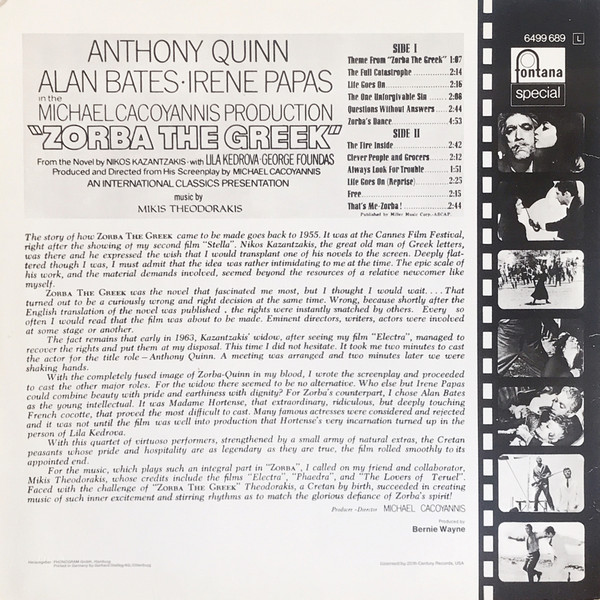 ANTHONY QUINN
ALAN BATES·IRENE PAPAS
in the
MICHAEL CACOYANNIS PRODUCTION
"ZORBA THE GREEK"
From the Novel by NIKOS KAZANTZAKIS · with LILA KEDROVA · GEORGE FOUNDAS
Produced and Directed from His Screenplay by MICHAEL CACOYANNIS
AN INTERNATIONAL CLASSICS PRESENTATION
music by
MIKIS THEODORAKIS
SIDE I
Theme From "Zorba The Greek" 1:07
The Full Catastrophe 2:14
Life Goes On 2:16
The One Unforgivable Sin 2:06
Questions Without Answers 2:44
Zorba's Dance 4:53
SIDE II
The Fire Inside 2:42
Clever People and Grocers 2:12
Always Look For Trouble 1:51
Life Goes On (Reprise) 2:25
Free 2:15
That's Me-Zorba! 2:44
Published by Miller Music Corp.-ASCAP.
6499 689 L
fontana
special
The story of how ZORBA THE GREEK came to be made goes back to 1955. It was at the Cannes Film Festival,
right after the showing of my second film "Stella". Nikos Kazantzakis, the great old man of Greek letters,
was there and he expressed the wish that I would transplant one of his novels to the screen. Deeply flat-
tered though I was, I must admit that the idea was rather intimidating to me at the time. The epic scale of
his work, and the material demands involved, seemed beyond the resources of a relative newcomer like
myself.
ZORBA THE GREEK was the novel that fascinated me most, but I thought I would wait. . . . That
turned out to be a curiously wrong and right decision at the same time. Wrong, because shortly after the
English translation of the novel was published , the rights were instantly snatched by others. Every so
often I would read that the film was about to be made. Eminent directors, writers, actors were involved
at some stage or another.
The fact remains that early in 1963, Kazantzakis' widow, after seeing my film "Electra", managed to
recover the rights and put them at my disposal. This time I did not hesitate. It took me two minutes to cast
the actor for the title role – Anthony Quinn. A meeting was arranged and two minutes later we were
shaking hands.
With the completely fused image of Zorba-Quinn in my blood, I wrote the screenplay and proceeded
to cast the other major roles. For the widow there seemed to be no alternative. Who else but Irene Papas
could combine beauty with pride and earthiness with dignity? For Zorba's counterpart, I chose Alan Bates
as the young intellectual. It was Madame Hortense, that extraordinary, ridiculous, but deeply touching
French cocotte, that proved the most difficult to cast. Many famous actresses were considered and rejected
and it was not until the film was well into production that Hortense's very incarnation turned up in the
person of Lila Kedrova.
With this quartet of virtuoso performers, strengthened by a small army of natural extras, the Cretan
peasants whose pride and hospitality are as legendary as they are true, the film rolled smoothly to its
appointed end.
For the music, which plays such an integral part in "ZORBA", I called on my friend and collaborator,
Mikis Theodorakis, whose credits include the films "Electra", "Phaedra", and "The Lovers of Teruel".
Faced with the challenge of "ZORBA THE GREEK" Theodorakis, a Cretan by birth, succeeded in creating
music of such inner excitement and stirring rhythms as to match the glorious defiance of Zorba's spirit!
Producer - Director MICHAEL CACOYANNIS
Produced by
Bernie Wayne
Licensed by 20th Century Records, USA